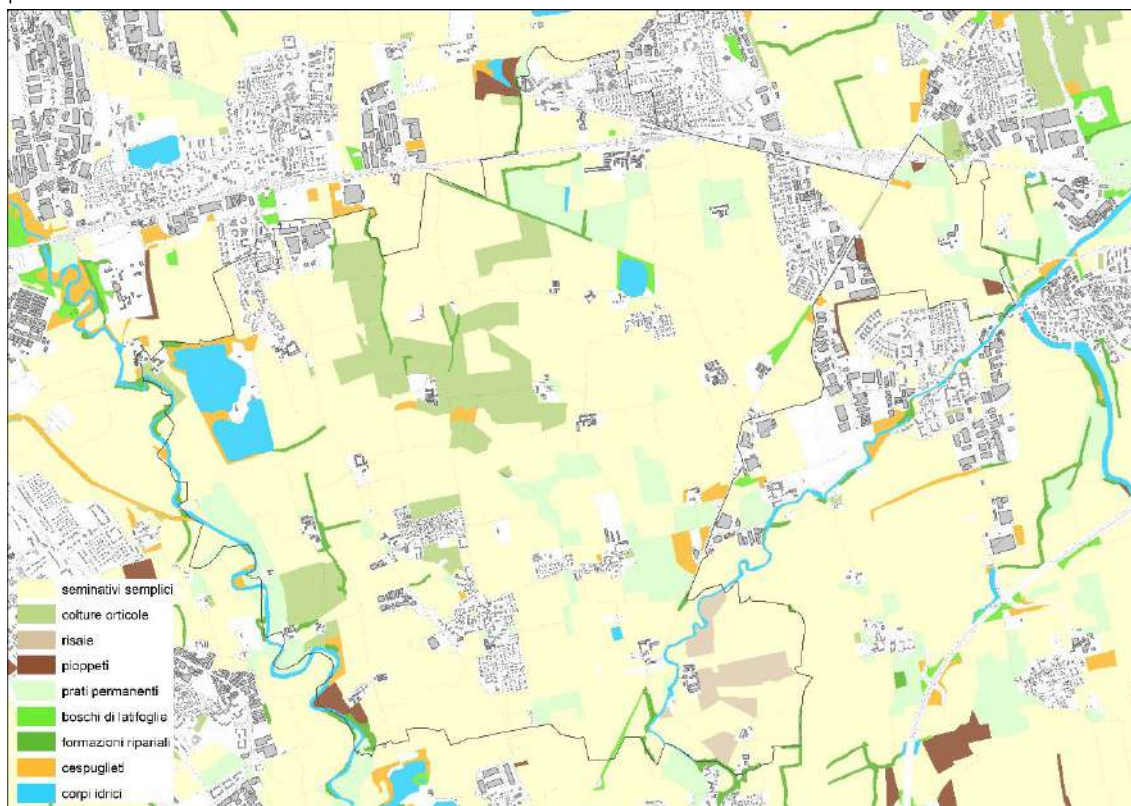 seminativi semplici
colture orticole
risaie
pioppeti
prati permanenti
boschi di latifoglie
formazioni ripariali
cespuglieti
corpi idrici